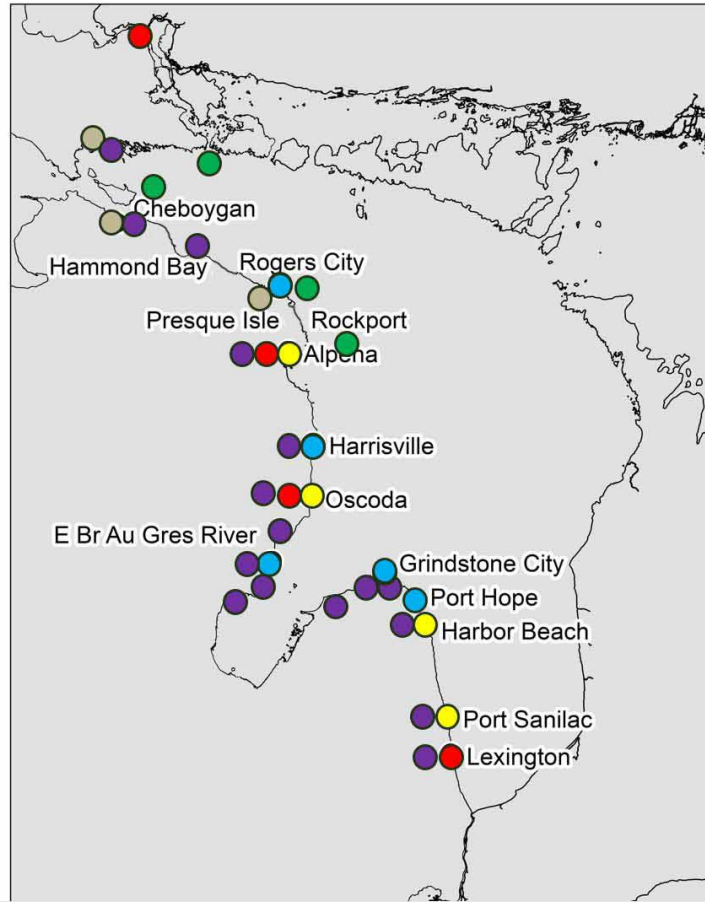 Cheboygan
Hammond Bay
Rogers City
Presque Isle
Rockport
Alpena
Harrisville
Oscoda
E Br Au Gres River
Grindstone City
Port Hope
Harbor Beach
Port Sanilac
Lexington